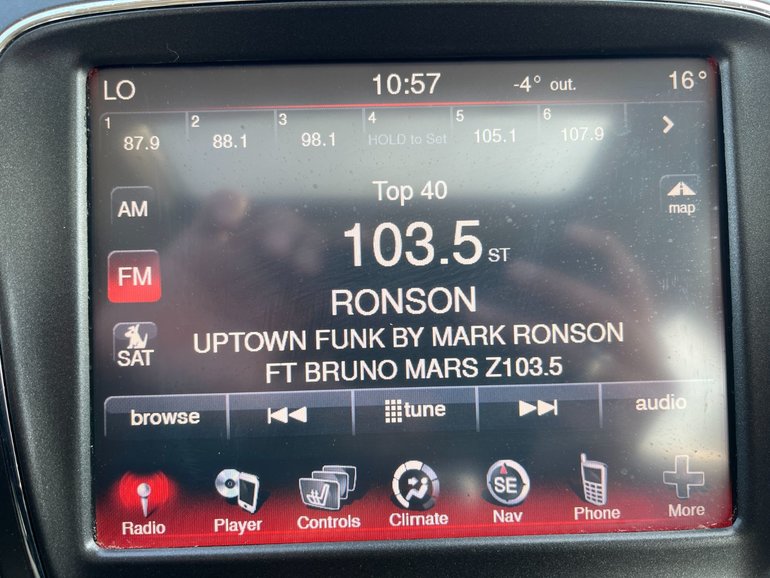 LO 10:57 -4° out. 16°
1 2 3 4 5 6
87.9 88.1 98.1 HOLD to Set 105.1 107.9
Top 40
AM
map
103.5 ST
FM
RONSON
UPTOWN FUNK BY MARK RONSON
SAT
FT BRUNO MARS Z103.5
browse tune audio
SE
Radio Player Controls Climate Nav Phone More